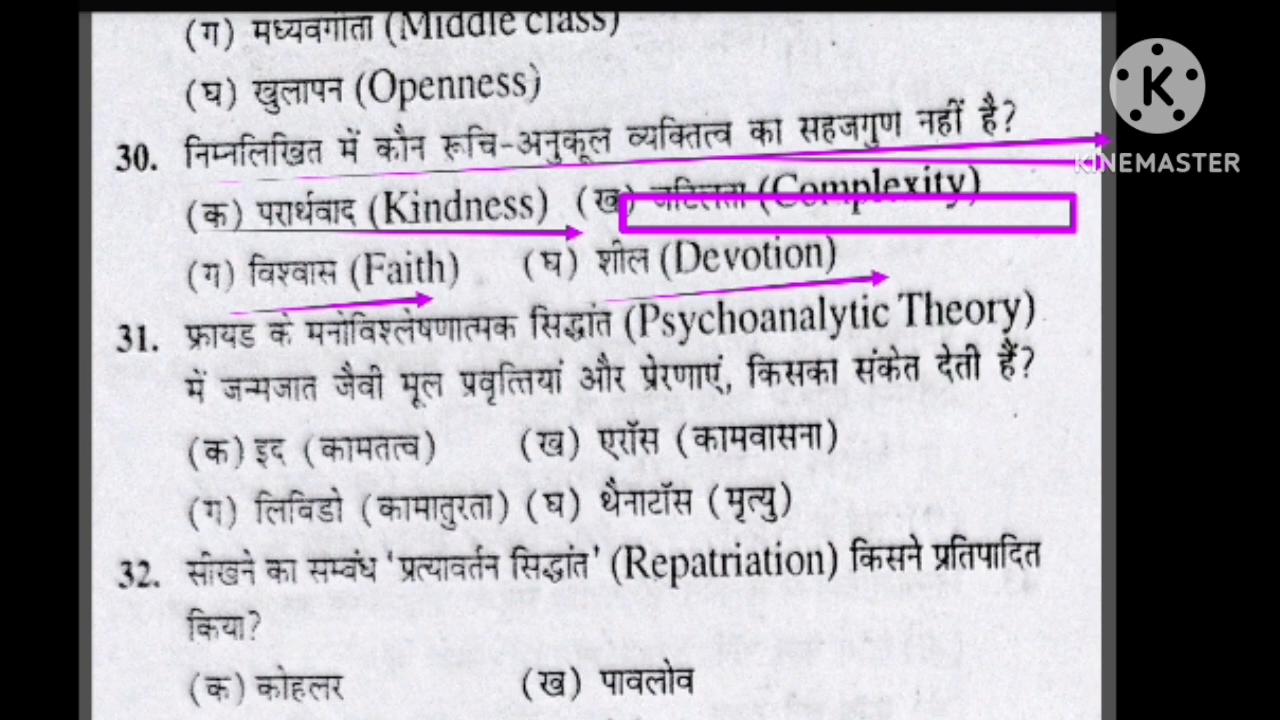 (ग) मध्यवर्गीता (Middle class)
(घ) खुलापन (Openness)
30. निम्नलिखित में कौन रूचि-अनुकूल व्यक्तित्व का सहजगुण नहीं है?
KINEMASTER
(क) परार्थवाद (Kindness) (ख) जटिलता (Complexity)
(ग) विश्वास (Faith) (घ) शील (Devotion)
31. फ्रायड के मनोविश्लेषणात्मक सिद्धांत (Psychoanalytic Theory)
में जन्मजात जैवी मूल प्रवृत्तियां और प्रेरणाएं, किसका संकेत देती हैं?
(क) इद (कामतत्व) (ख) एरॉस (कामवासना)
(ग) लिविडो (कामातुरता) (घ) थैनाटॉस (मृत्यु)
32. सीखने का सम्वंध 'प्रत्यावर्तन सिद्धांत' (Repatriation) किसने प्रतिपादित
किया?
(क) कोहलर (ख) पावलोव